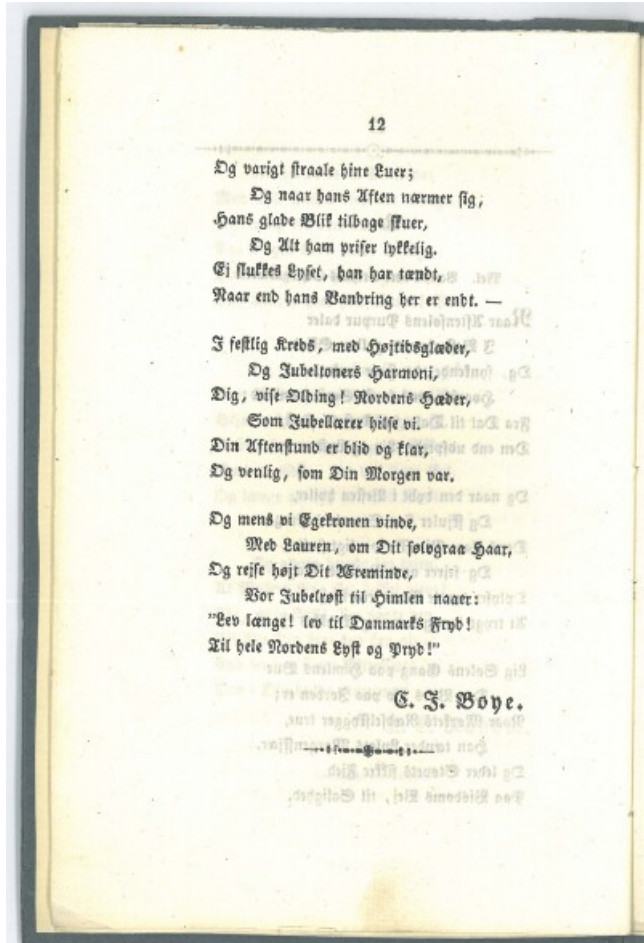 12
Og varigt straale hine Luer;
Og naar hans Aften nærmer sig,
Hans glade Blik tilbage skuer,
Og Alt ham priser lykkelig.
Ej slukkes Lyset, han har tændt,
Naar end hans Vandring her er endt. —
I festlig Kreds, med Højtidsglæder,
Og Jubeltoners Harmoni,
Dig, vise Olding! Nordens Hæder,
Som Jubellærer hilse vi.
Din Aftenstund er blid og klar,
Og venlig, som Din Morgen var.
Og mens vi Egekronen vinde,
Med Lauren, om Dit sølvgraa Haar,
Og rejse højt Dit Æreminde,
Vor Jubelrøst til Himlen naaer:
"Lev længe! lev til Danmarks Fryd!
Til hele Nordens Lyst og Pryd!"
C. J. Boye.